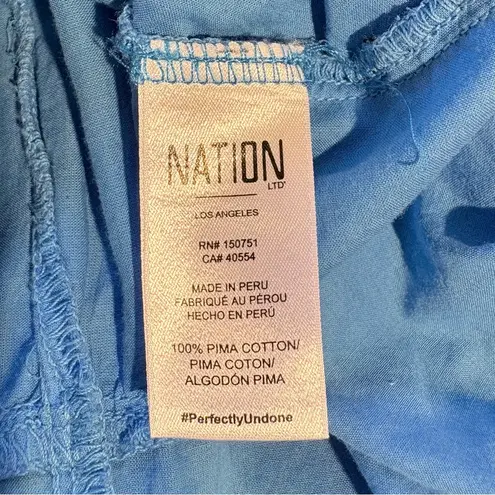 NATION
LTD
LOS ANGELES
RN# 150751
CA# 40554
MADE IN PERU
FABRIQUÉ AU PÉROU
HECHO EN PERÚ
100% PIMA COTTON/
PIMA COTON/
ALGODÓN PIMA
#PerfectlyUndone